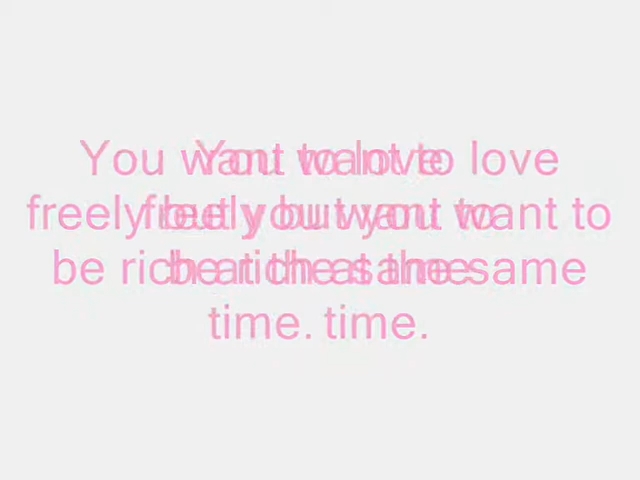 You want to love
freely but you want to
be rich at the same
time.
You want to love
freely but you want to
be rich at the same
time.